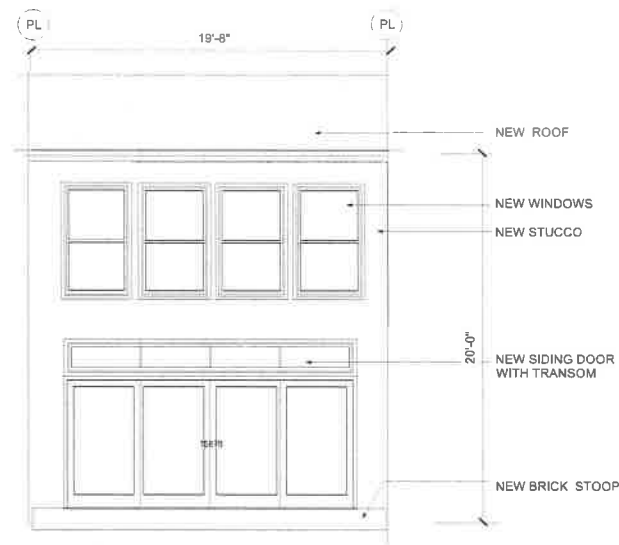 PL
PL
19'-8"
NEW ROOF
NEW WINDOWS
NEW STUCCO
20'-0"
NEW SIDING DOOR
WITH TRANSOM
NEW BRICK STOOP